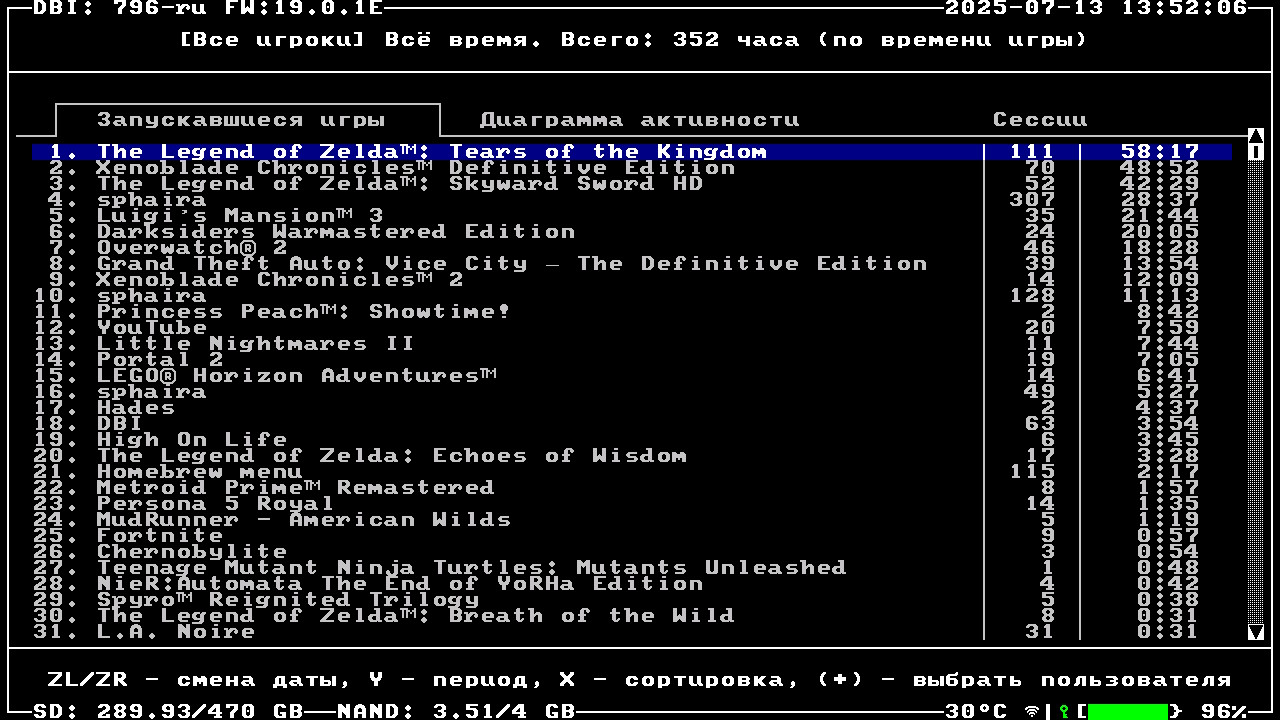 DBI: 796-ru FW:19.0.1E 2025-07-13 13:52:06
[Все игроки] Всё время. Всего: 352 часа (по времени игры)
Запускавшиеся игры Диаграмма активности Сессии
1. The Legend of Zelda™: Tears of the Kingdom 111 58:17
2. Xenoblade Chronicles™ Definitive Edition 70 48:52
3. The Legend of Zelda™: Skyward Sword HD 52 42:29
4. sphaira 307 28:37
5. Luigi's Mansion™ 3 35 21:44
6. Darksiders Warmastered Edition 24 20:05
7. Overwatch® 2 46 18:28
8. Grand Theft Auto: Vice City – The Definitive Edition 39 13:54
9. Xenoblade Chronicles™ 2 14 12:09
10. sphaira 128 11:13
11. Princess Peach™: Showtime! 2 8:42
12. YouTube 20 7:59
13. Little Nightmares II 11 7:44
14. Portal 2 19 7:05
15. LEGO® Horizon Adventures™ 14 6:41
16. sphaira 49 5:27
17. Hades 2 4:37
18. DBI 63 3:54
19. High On Life 6 3:45
20. The Legend of Zelda: Echoes of Wisdom 17 3:28
21. Homebrew menu 115 2:17
22. Metroid Prime™ Remastered 8 1:57
23. Persona 5 Royal 14 1:35
24. MudRunner - American Wilds 5 1:19
25. Fortnite 9 0:57
26. Chernobylite 3 0:54
27. Teenage Mutant Ninja Turtles: Mutants Unleashed 1 0:48
28. NieR:Automata The End of YoRHa Edition 4 0:42
29. Spyro™ Reignited Trilogy 5 0:38
30. The Legend of Zelda™: Breath of the Wild 8 0:31
31. L.A. Noire 31 0:31
ZL/ZR - смена даты, Y - период, X - сортировка, (+) - выбрать пользователя
SD: 289.93/470 GB NAND: 3.51/4 GB 30°C 96%